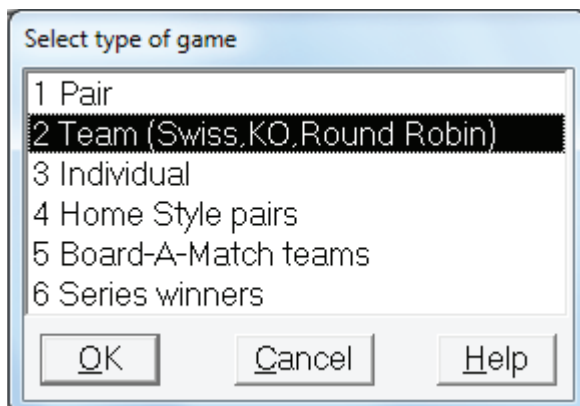 Select type of game
1 Pair
2 Team (Swiss,KO,Round Robin)
3 Individual
4 Home Style pairs
5 Board-A-Match teams
6 Series winners
OK Cancel Help